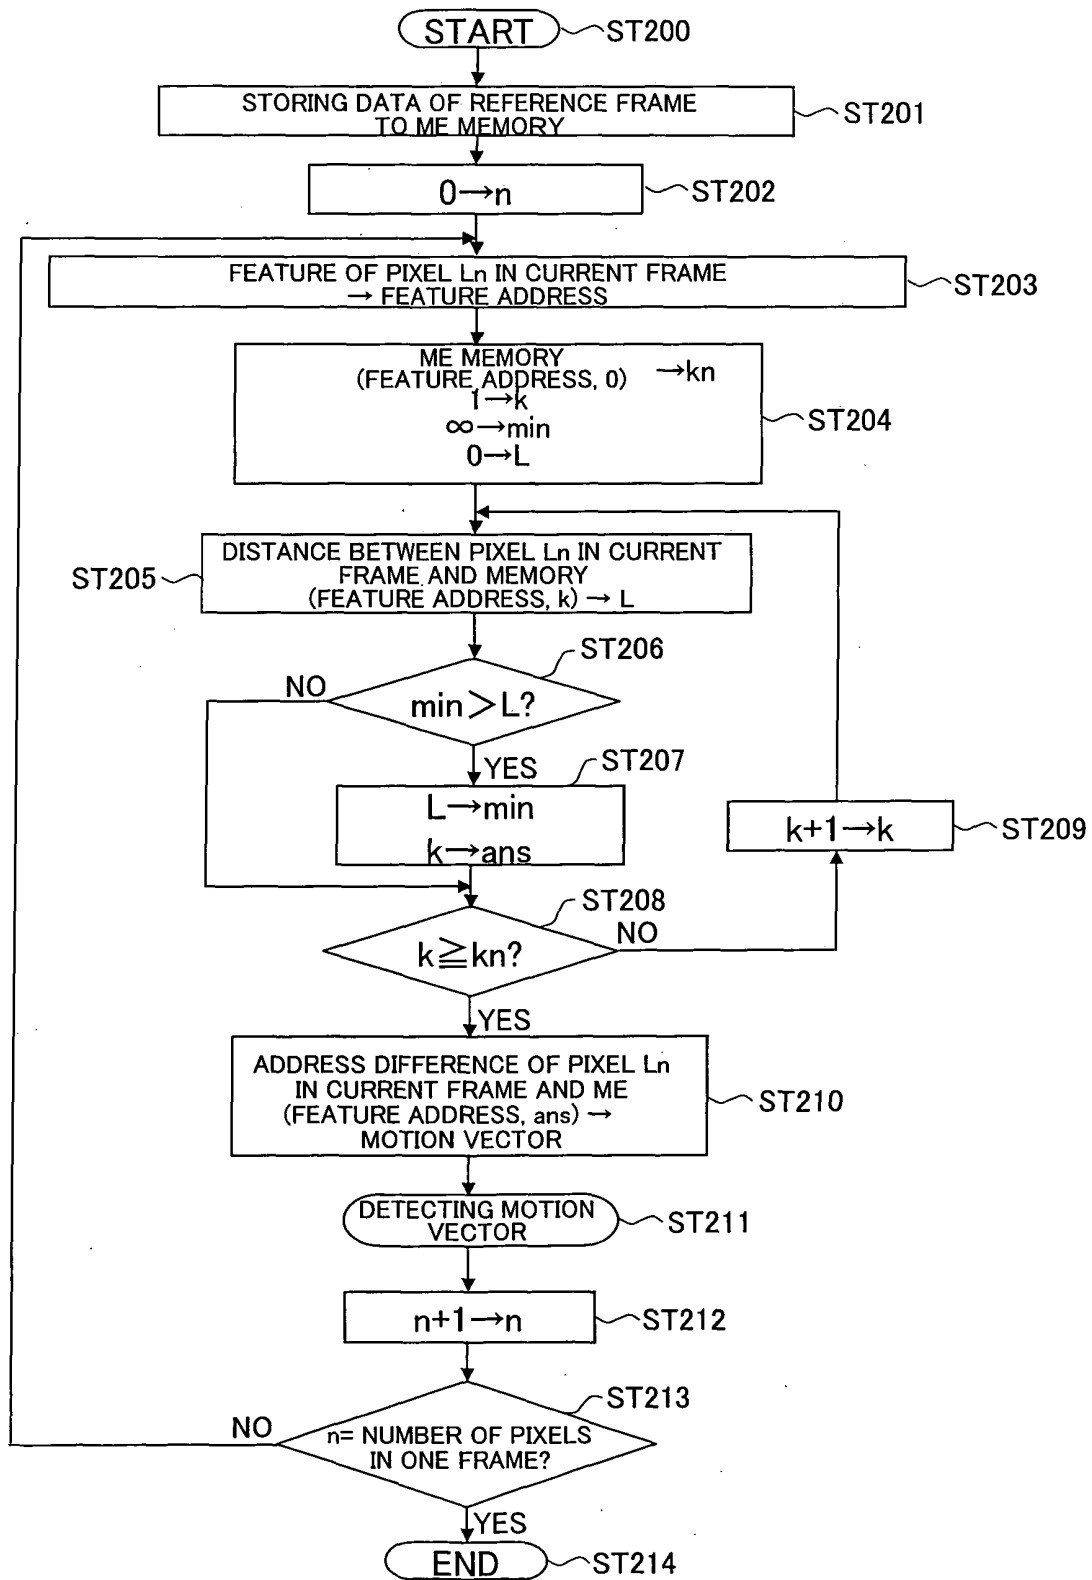 START
ST200
STORING DATA OF REFERENCE FRAME
TO ME MEMORY
ST201
0→n
ST202
FEATURE OF PIXEL Ln IN CURRENT FRAME
→ FEATURE ADDRESS
ST203
ME MEMORY
(FEATURE ADDRESS, 0) →kn
1→k
∞→min
0→L
ST204
DISTANCE BETWEEN PIXEL Ln IN CURRENT
FRAME AND MEMORY
(FEATURE ADDRESS, k) → L
ST205
ST206
NO
min>L?
YES
ST207
L→min
k→ans
k+1→k
ST209
ST208
k≧kn?
NO
YES
ADDRESS DIFFERENCE OF PIXEL Ln
IN CURRENT FRAME AND ME
(FEATURE ADDRESS, ans) →
MOTION VECTOR
ST210
DETECTING MOTION
VECTOR
ST211
n+1→n
ST212
ST213
NO
n= NUMBER OF PIXELS
IN ONE FRAME?
YES
END
ST214